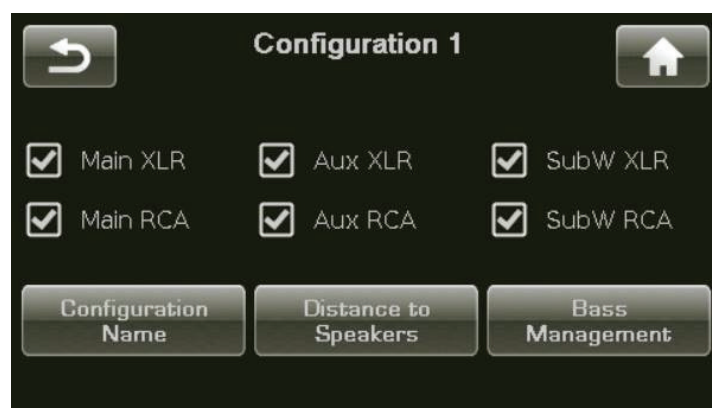 Configuration 1
Main XLR
Aux XLR
SubW XLR
Main RCA
Aux RCA
SubW RCA
Configuration
Name
Distance to
Speakers
Bass
Management